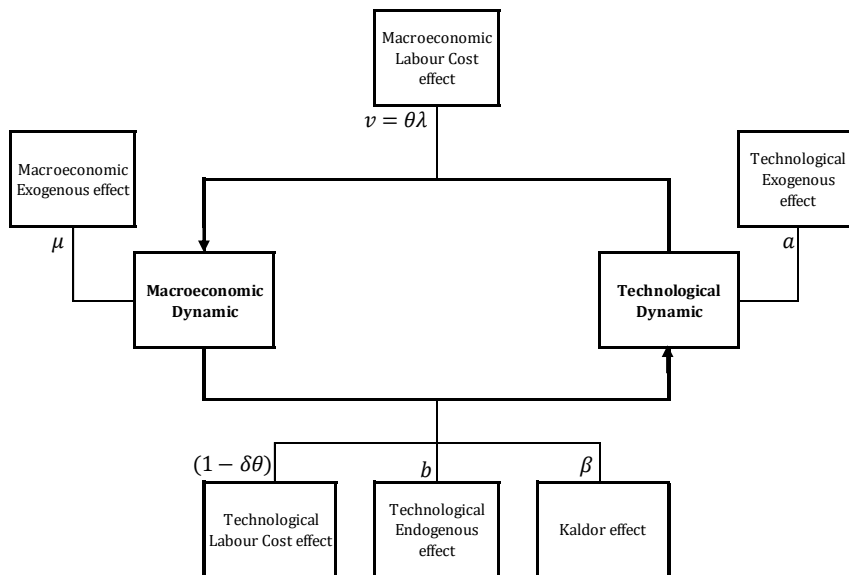 Macroeconomic
Labour Cost
effect
v = θλ
Macroeconomic
Exogenous effect
μ
Technological
Exogenous
effect
a
Macroeconomic
Dynamic
Technological
Dynamic
(1 − δθ)
b
β
Technological
Labour Cost effect
Technological
Endogenous
effect
Kaldor effect